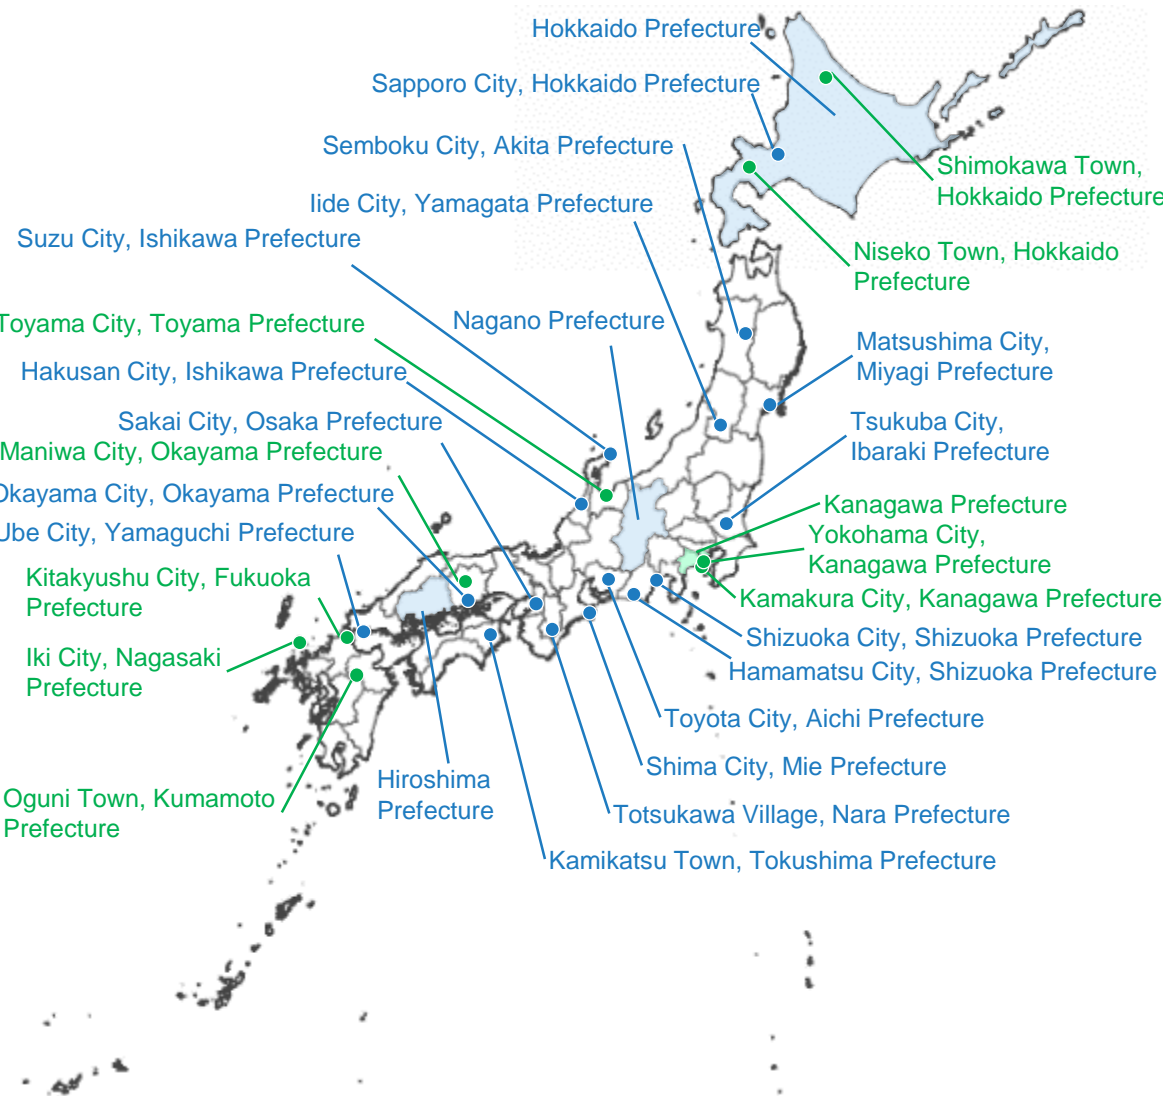 Hokkaido Prefecture
Sapporo City, Hokkaido Prefecture
Semboku City, Akita Prefecture
Shimokawa Town,
Hokkaido Prefecture
Iide City, Yamagata Prefecture
Suzu City, Ishikawa Prefecture
Niseko Town, Hokkaido
Prefecture
Toyama City, Toyama Prefecture
Nagano Prefecture
Matsushima City,
Miyagi Prefecture
Hakusan City, Ishikawa Prefecture
Sakai City, Osaka Prefecture
Tsukuba City,
Ibaraki Prefecture
Maniwa City, Okayama Prefecture
Okayama City, Okayama Prefecture
Kanagawa Prefecture
Ube City, Yamaguchi Prefecture
Yokohama City,
Kanagawa Prefecture
Kitakyushu City, Fukuoka
Prefecture
Kamakura City, Kanagawa Prefecture
Shizuoka City, Shizuoka Prefecture
Iki City, Nagasaki
Prefecture
Hamamatsu City, Shizuoka Prefecture
Toyota City, Aichi Prefecture
Shima City, Mie Prefecture
Hiroshima
Prefecture
Oguni Town, Kumamoto
Prefecture
Totsukawa Village, Nara Prefecture
Kamikatsu Town, Tokushima Prefecture